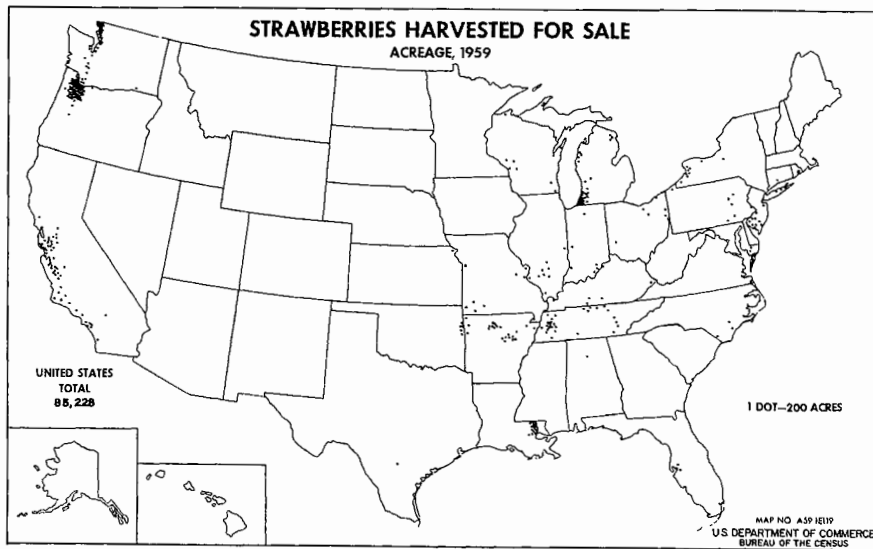 STRAWBERRIES HARVESTED FOR SALE
ACREAGE, 1959
UNITED STATES
TOTAL
85,228
1 DOT—200 ACRES
MAP NO. A59 IE119
U.S. DEPARTMENT OF COMMERCE
BUREAU OF THE CENSUS